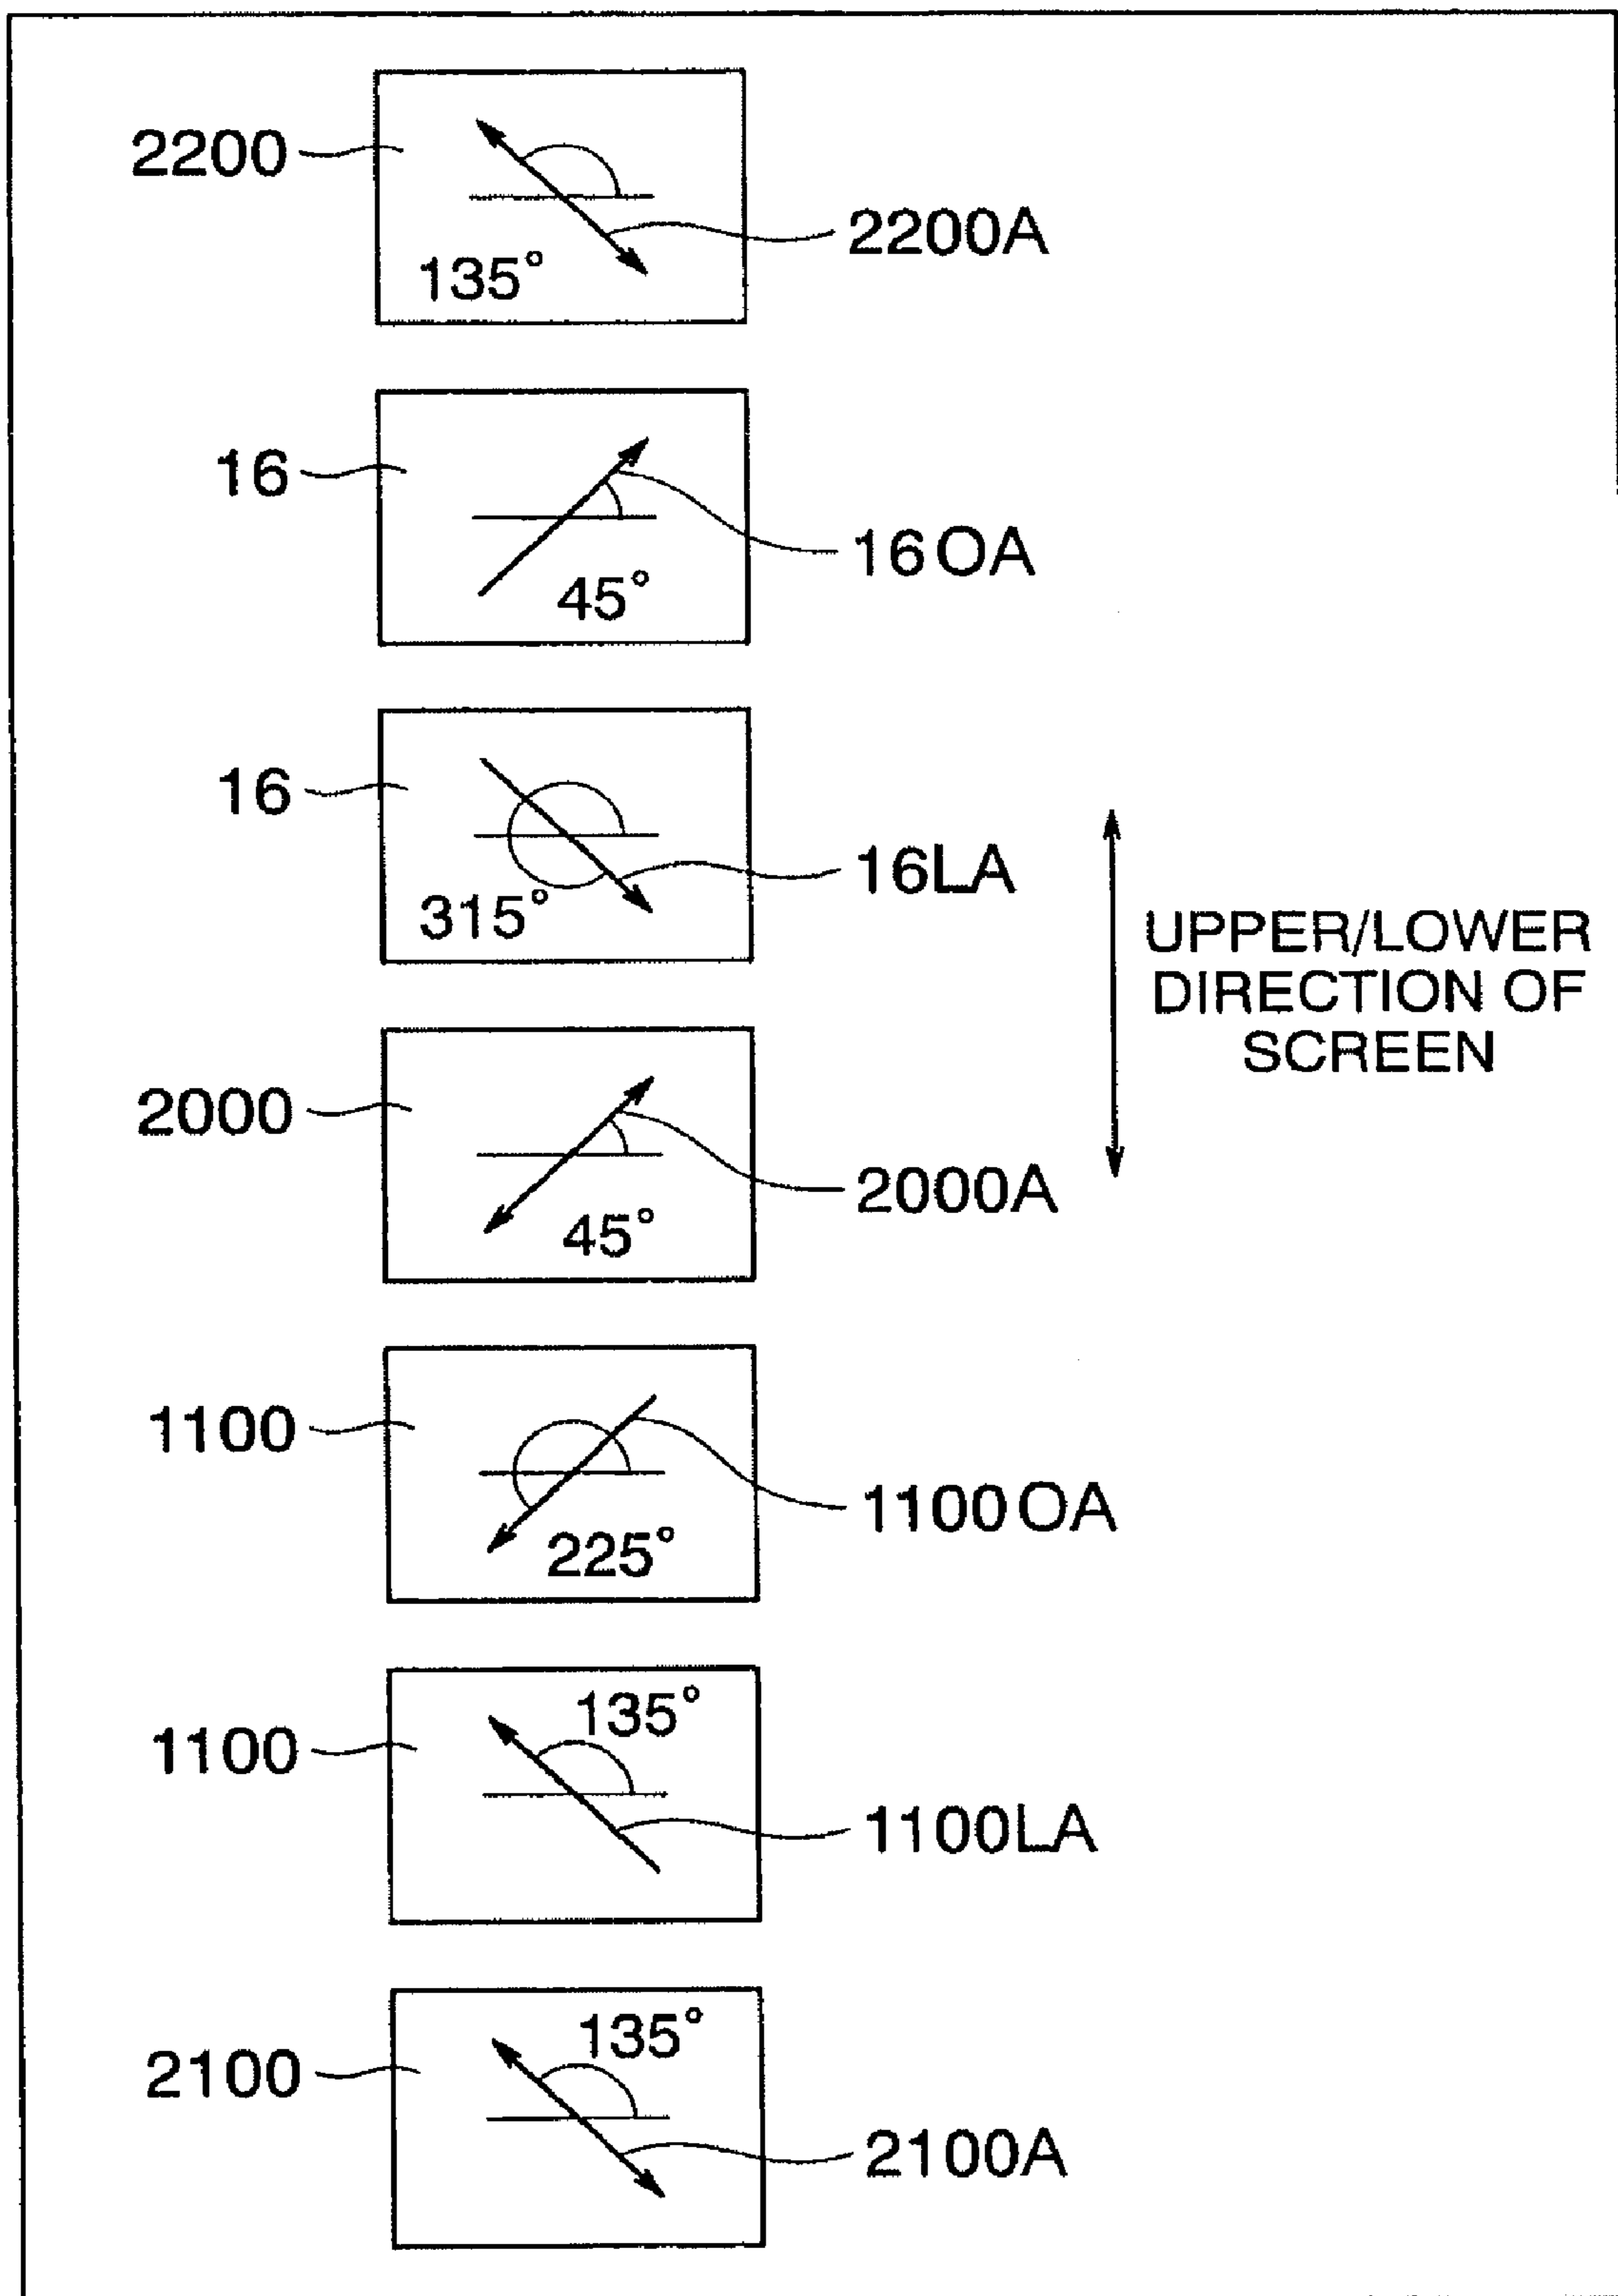 2200
2200A
135°
16
16OA
45°
16
16LA
315°
UPPER/LOWER
DIRECTION OF
SCREEN
2000
2000A
45°
1100
1100OA
225°
135°
1100
1100LA
135°
2100
2100A